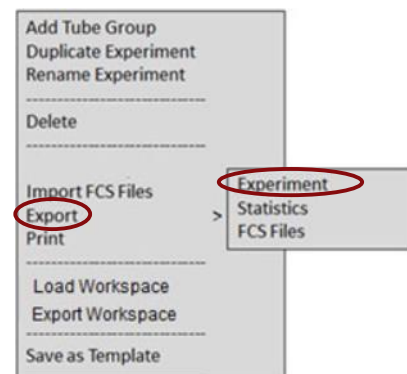 Add Tube Group
Duplicate Experiment
Rename Experiment
Delete
Import FCS Files
Export >
Experiment
Statistics
FCS Files
Print
Load Workspace
Export Workspace
Save as Template